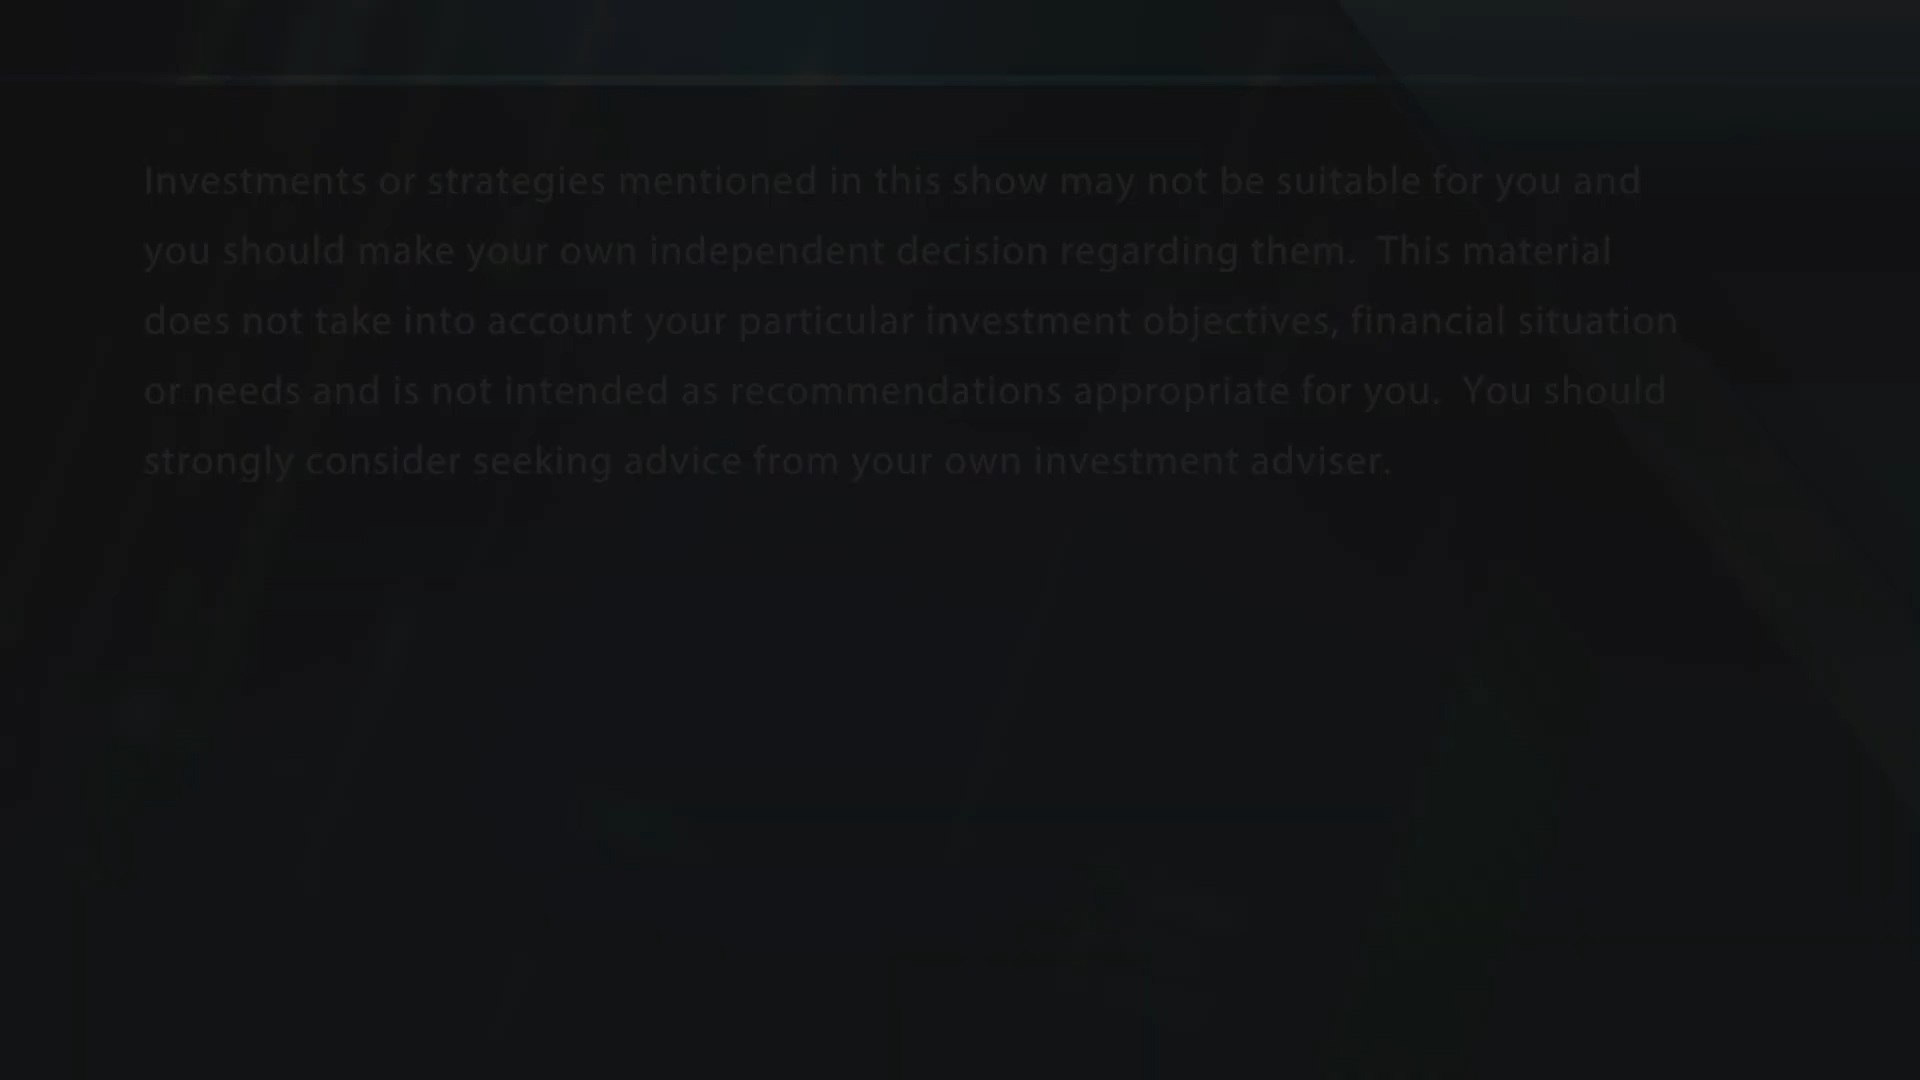 Investments or strategies mentioned in this show may not be suitable for you and
you should make your own independent decision regarding them.  This material
does not take into account your particular investment objectives, financial situation
or needs and is not intended as recommendations appropriate for you.  You should
strongly consider seeking advice from your own investment adviser.